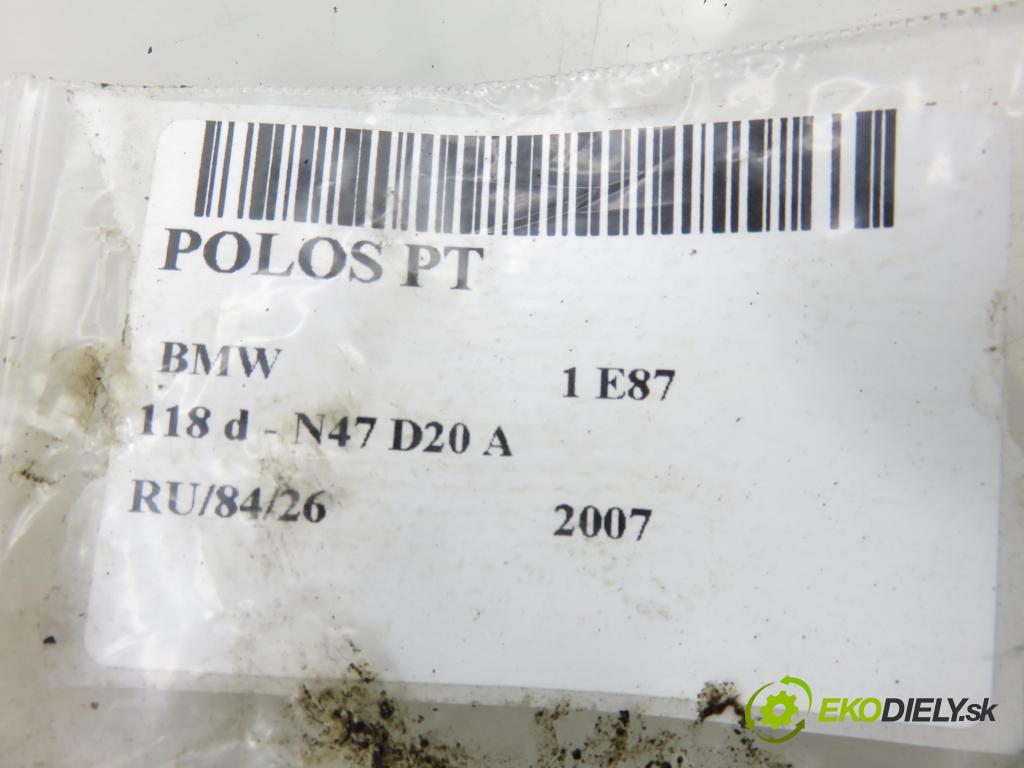 POLOS PT
BMW 1 E87
118 d - N47 D20 A
RU/84/26 2007
EKODIELY.sk